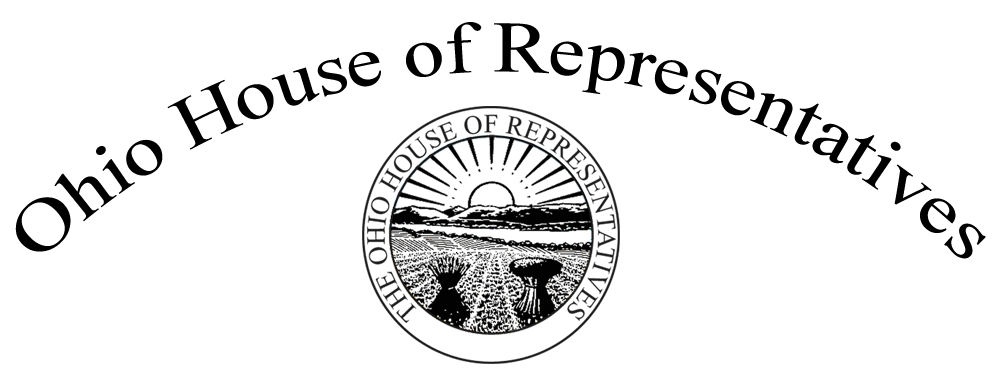 Ohio House of Representatives
THE OHIO HOUSE OF REPRESENTATIVES